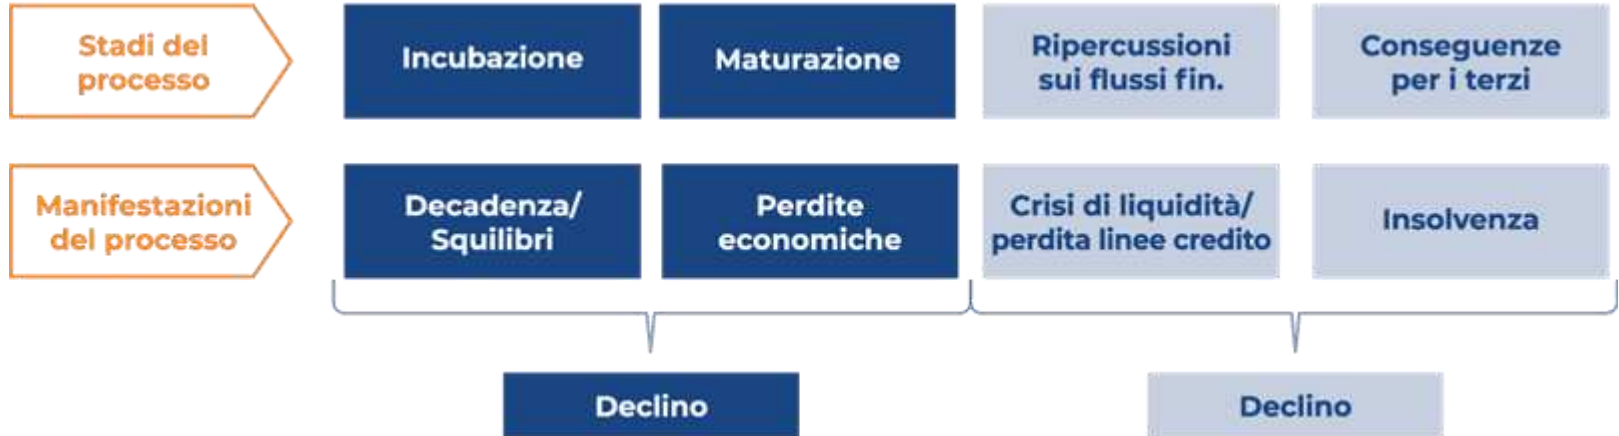 Stadi del
processo
Incubazione
Maturazione
Ripercussioni
sui flussi fin.
Conseguenze
per i terzi
Manifestazioni
del processo
Decadenza/
Squilibri
Perdite
economiche
Crisi di liquidità/
perdita linee credito
Insolvenza
Declino
Declino